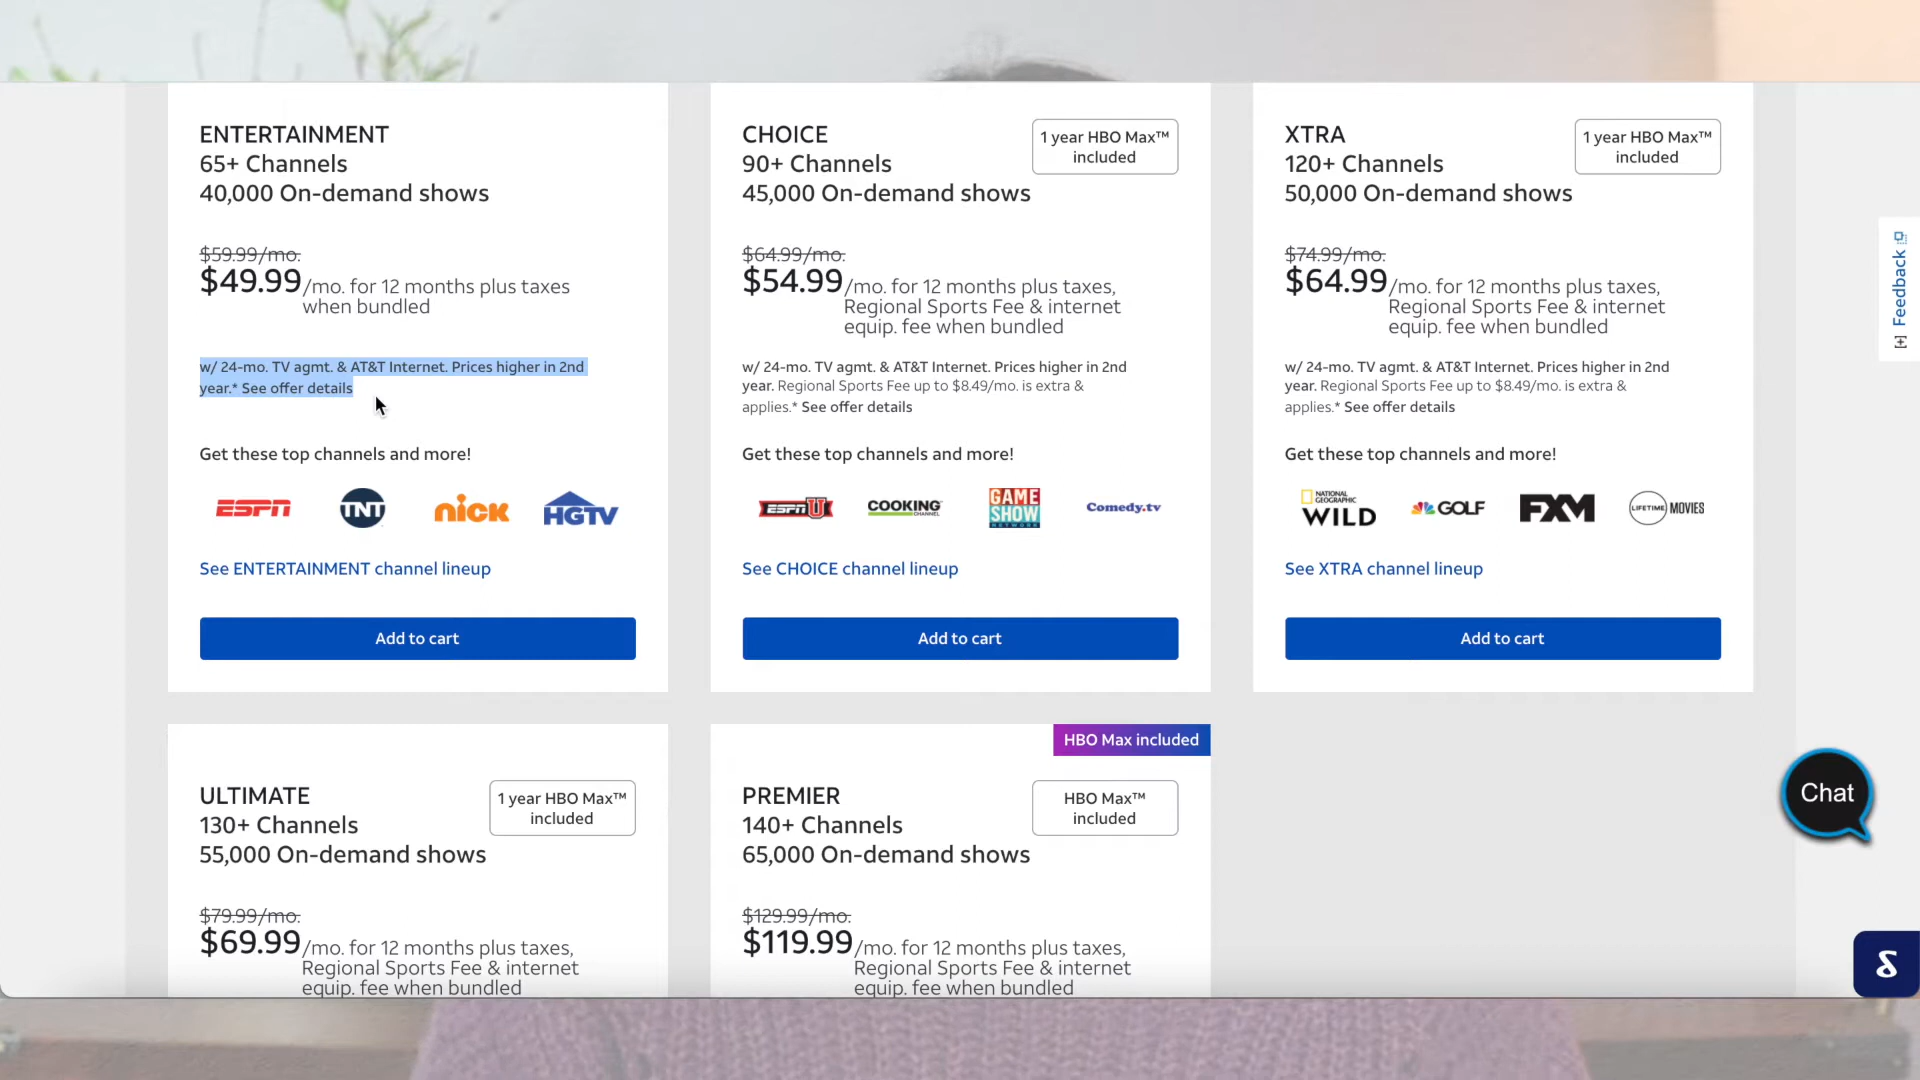 ENTERTAINMENT
65+ Channels
40,000 On-demand shows
$59.99/mo.
$49.99/mo. for 12 months plus taxes
when bundled
w/ 24-mo. TV agmt. & AT&T Internet. Prices higher in 2nd
year.* See offer details
Get these top channels and more!
ESPN TNT nick HGTV
See ENTERTAINMENT channel lineup
Add to cart
CHOICE
90+ Channels
45,000 On-demand shows
1 year HBO Max™
included
$64.99/mo.
$54.99/mo. for 12 months plus taxes,
Regional Sports Fee & internet
equip. fee when bundled
w/ 24-mo. TV agmt. & AT&T Internet. Prices higher in 2nd
year. Regional Sports Fee up to $8.49/mo. is extra &
applies.* See offer details
Get these top channels and more!
ESPN U COOKING CHANNEL GAME SHOW NETWORK Comedy.tv
See CHOICE channel lineup
Add to cart
XTRA
120+ Channels
50,000 On-demand shows
1 year HBO Max™
included
$74.99/mo.
$64.99/mo. for 12 months plus taxes,
Regional Sports Fee & internet
equip. fee when bundled
w/ 24-mo. TV agmt. & AT&T Internet. Prices higher in 2nd
year. Regional Sports Fee up to $8.49/mo. is extra &
applies.* See offer details
Get these top channels and more!
NATIONAL GEOGRAPHIC WILD GOLF FXM LIFETIME MOVIES
See XTRA channel lineup
Add to cart
ULTIMATE
130+ Channels
55,000 On-demand shows
1 year HBO Max™
included
$79.99/mo.
$69.99/mo. for 12 months plus taxes,
Regional Sports Fee & internet
equip. fee when bundled
HBO Max included
PREMIER
140+ Channels
65,000 On-demand shows
HBO Max™
included
$129.99/mo.
$119.99/mo. for 12 months plus taxes,
Regional Sports Fee & internet
equip. fee when bundled
[+] Feedback
Chat